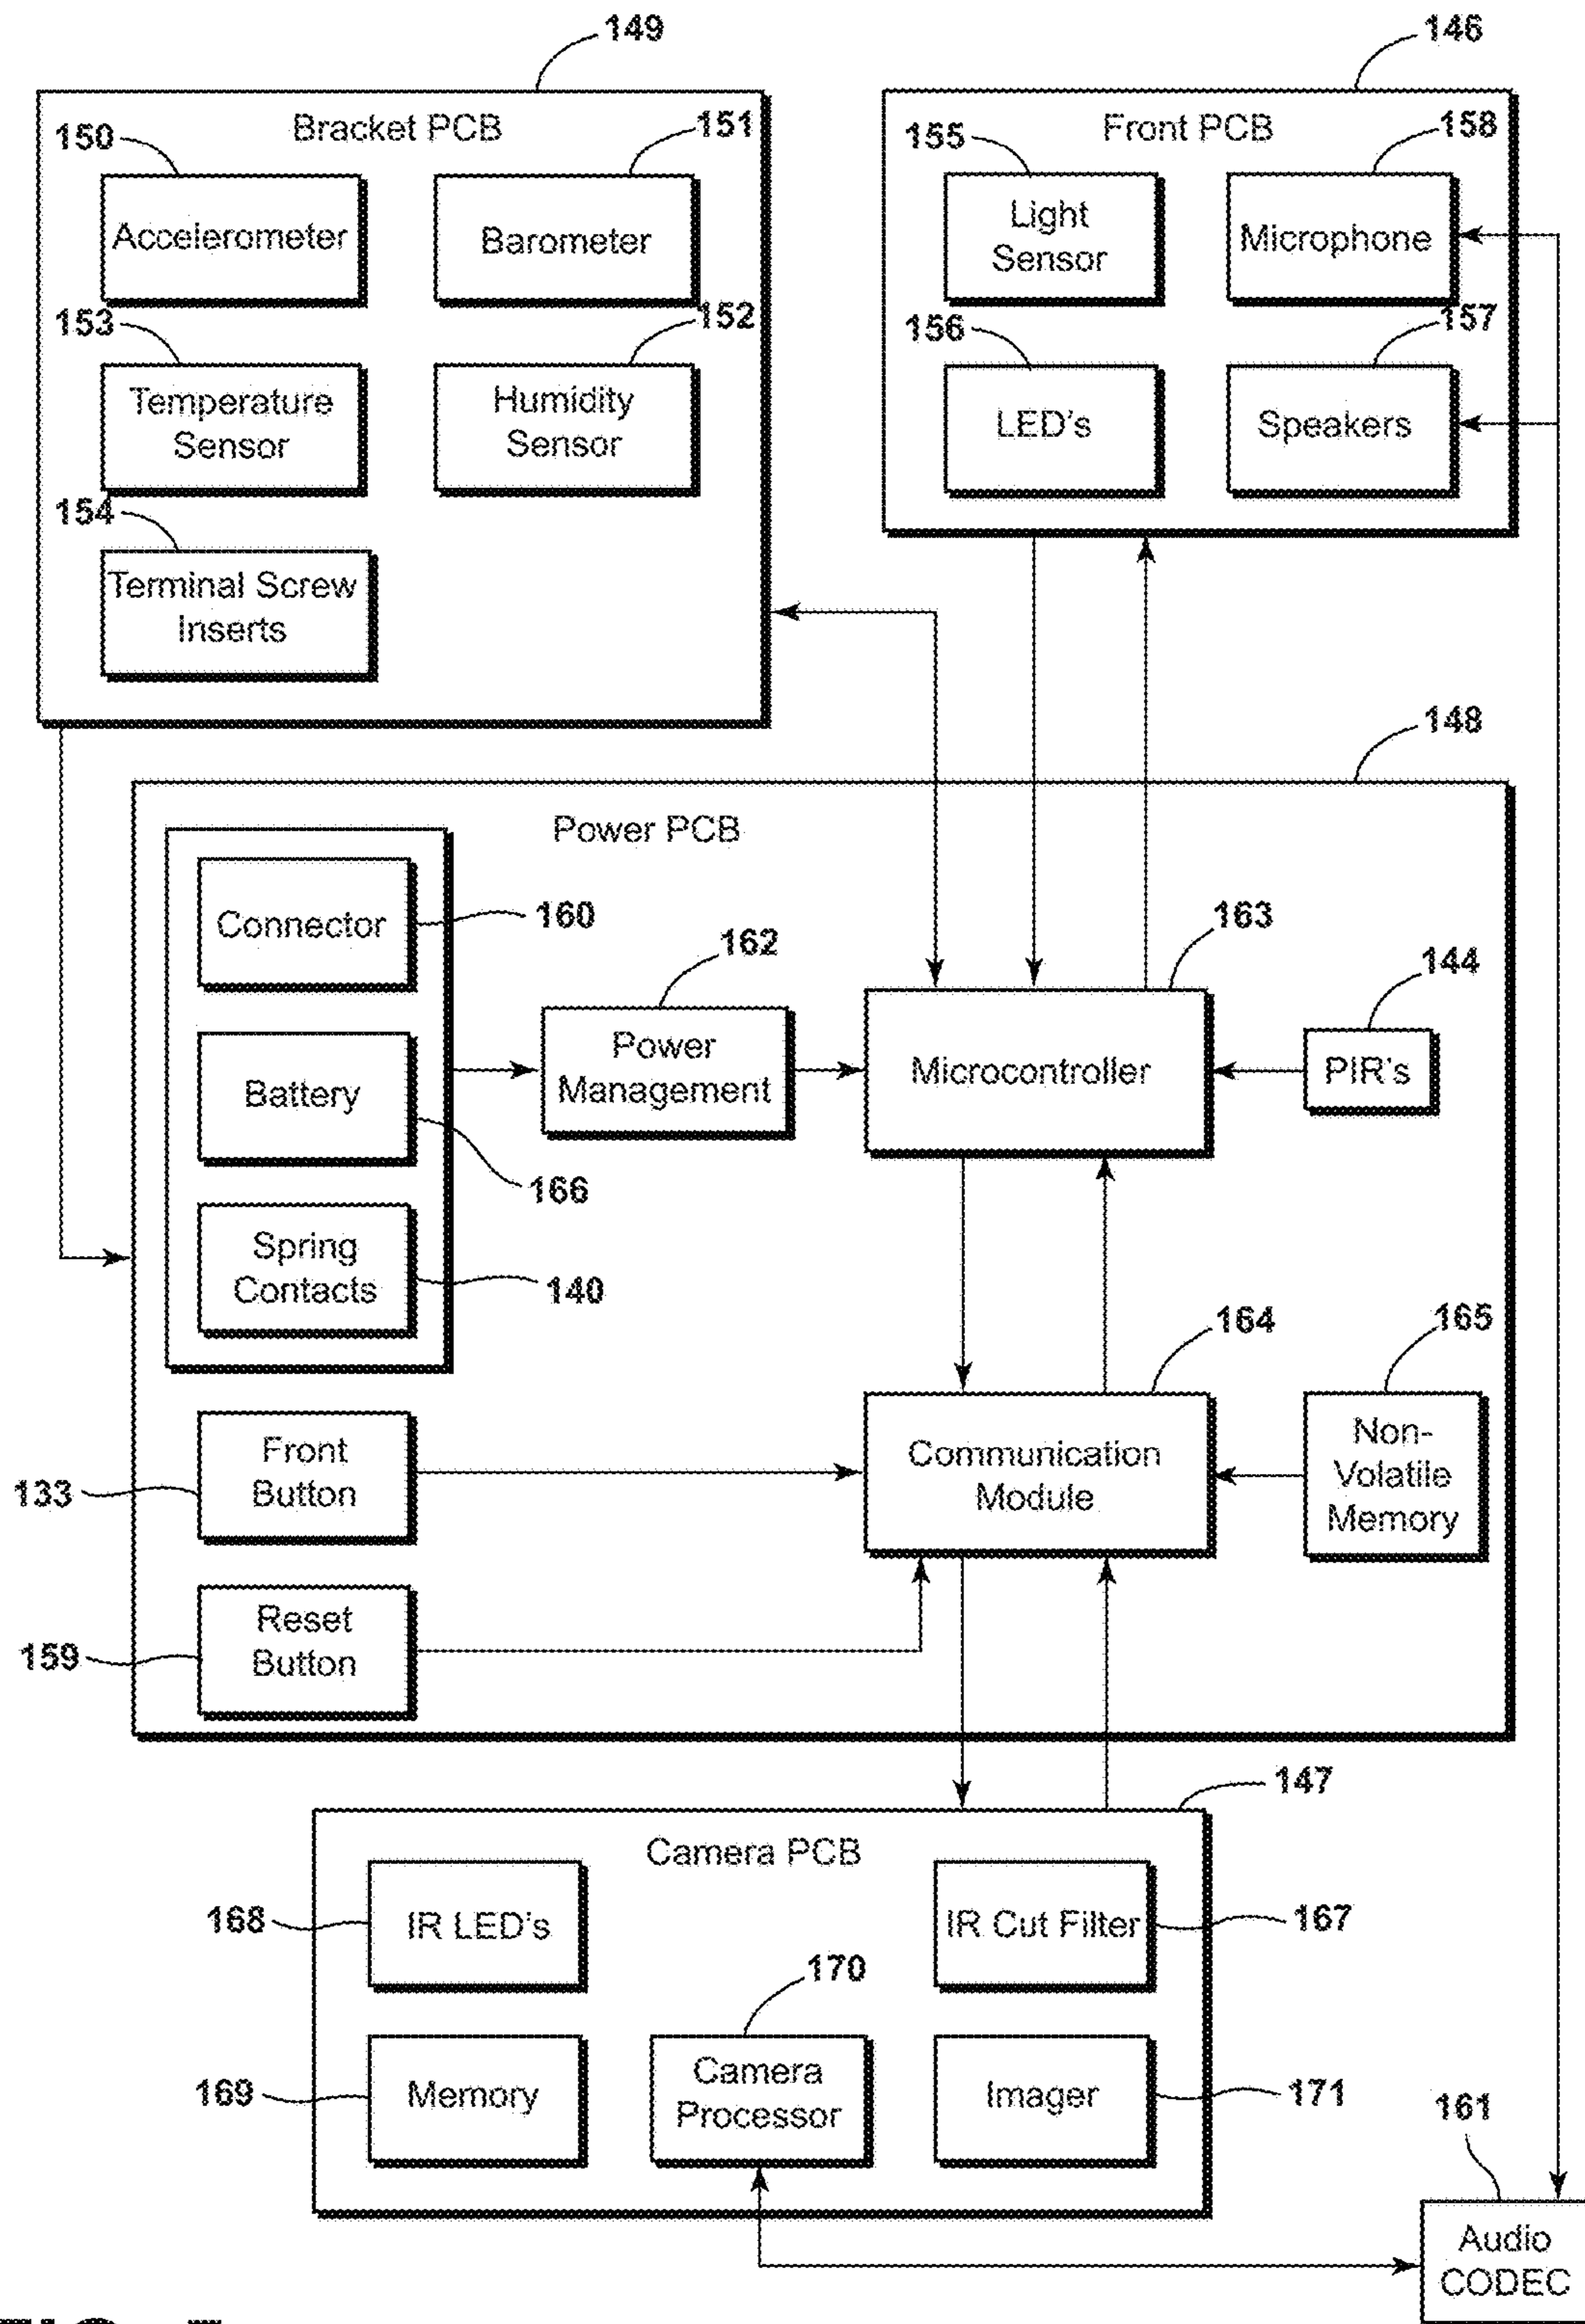 149
146
Bracket PCB
Front PCB
150
151
155
158
Accelerometer
Barometer
Light
Sensor
Microphone
153
152
156
157
Temperature
Sensor
Humidity
Sensor
LED's
Speakers
154
Terminal Screw
Inserts
148
Power PCB
Connector
160
162
163
144
Power
Management
Microcontroller
PIR's
Battery
166
Spring
Contacts
140
164
165
Front
Button
133
Communication
Module
Non-
Volatile
Memory
Reset
Button
159
147
Camera PCB
168
IR LED's
IR Cut Filter
167
170
169
Memory
Camera
Processor
Imager
171
161
Audio
CODEC